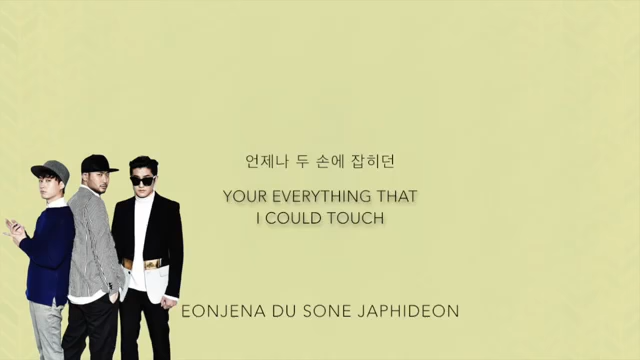 언제나 두 손에 잡히던
YOUR EVERYTHING THAT
I COULD TOUCH
EONJENA DU SONE JAPHIDEON